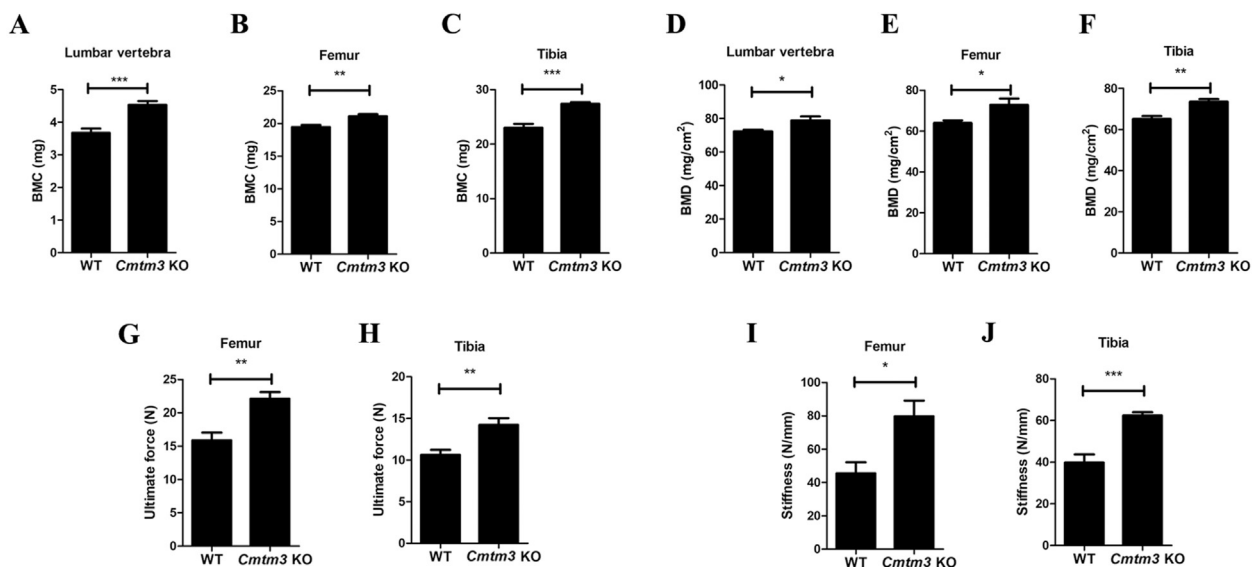 A
Lumbar vertebra
***
BMC (mg)
5
4
3
2
1
0
WT
Cmtm3 KO
B
Femur
**
BMC (mg)
25
20
15
10
5
0
WT
Cmtm3 KO
C
Tibia
***
BMC (mg)
30
20
10
0
WT
Cmtm3 KO
D
Lumbar vertebra
*
BMD (mg/cm²)
100
80
60
40
20
0
WT
Cmtm3 KO
E
Femur
*
BMD (mg/cm²)
80
60
40
20
0
WT
Cmtm3 KO
F
Tibia
**
BMD (mg/cm²)
80
60
40
20
0
WT
Cmtm3 KO
G
Femur
**
Ultimate force (N)
25
20
15
10
5
0
WT
Cmtm3 KO
H
Tibia
**
Ultimate force (N)
20
15
10
5
0
WT
Cmtm3 KO
I
Femur
*
Stiffness (N/mm)
100
80
60
40
20
0
WT
Cmtm3 KO
J
Tibia
***
Stiffness (N/mm)
80
60
40
20
0
WT
Cmtm3 KO